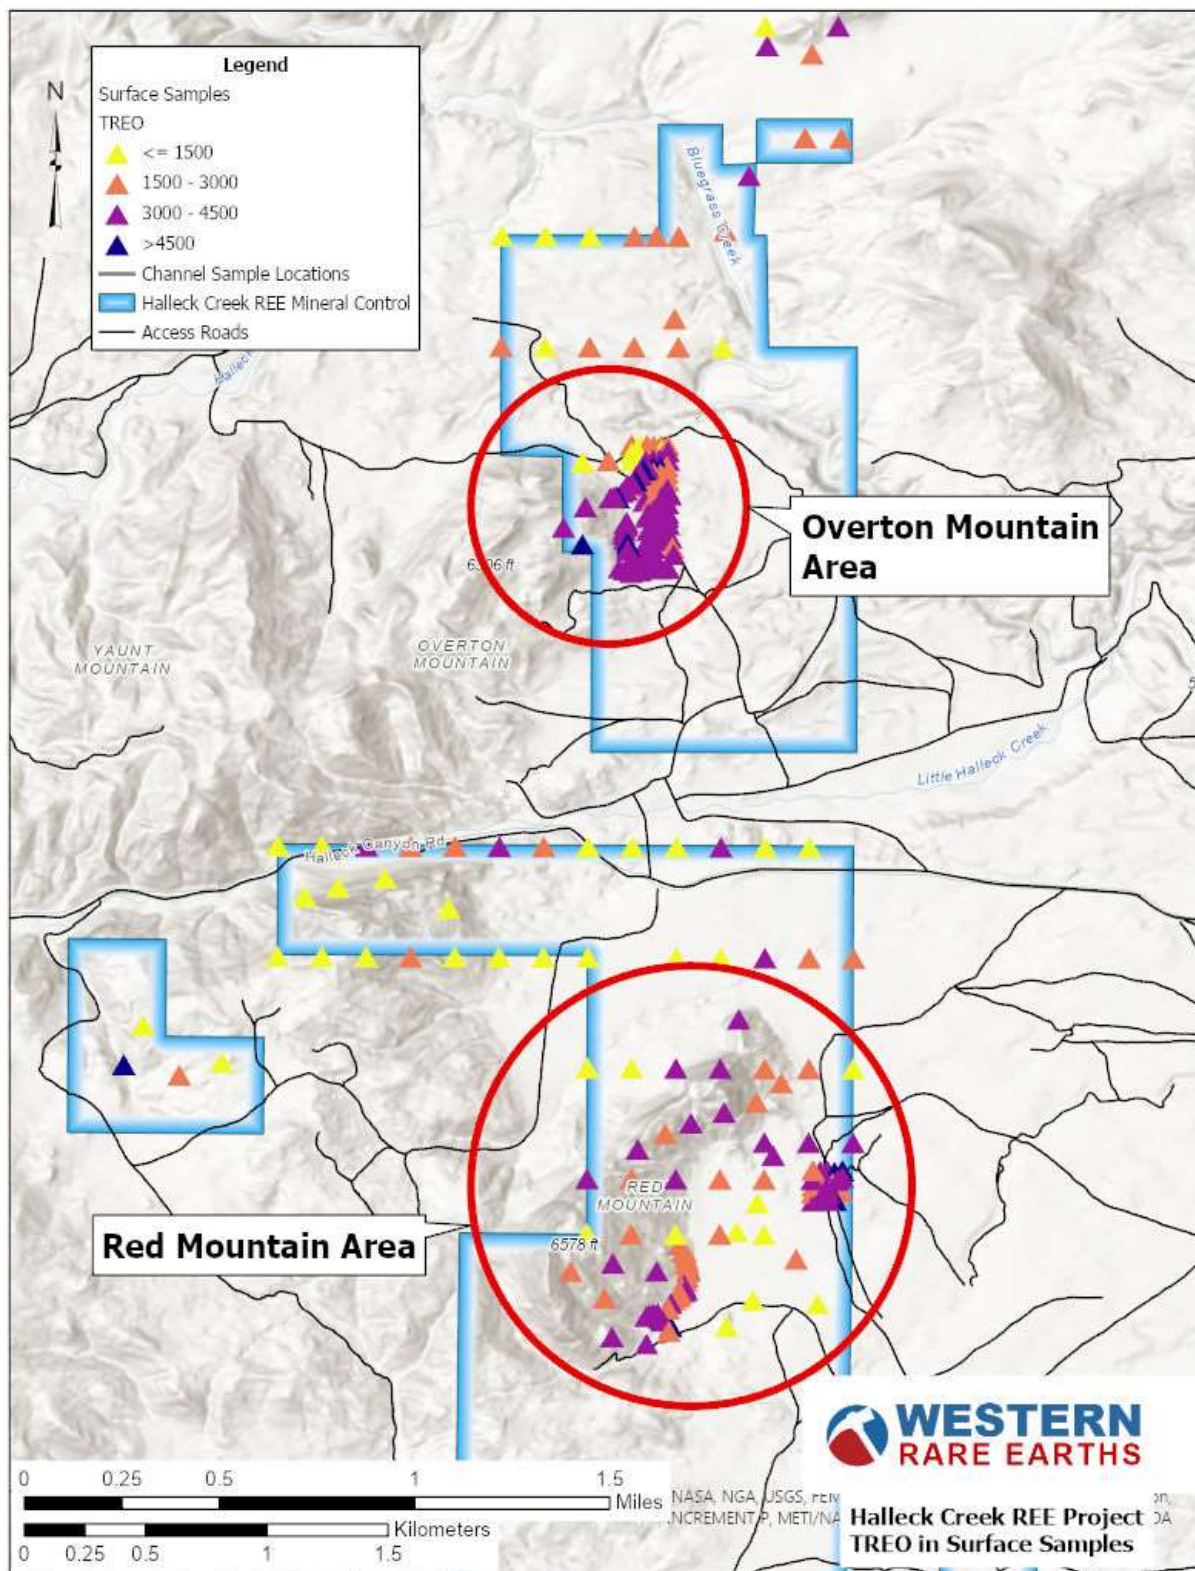 Legend
Surface Samples
TREO
<= 1500
1500 - 3000
3000 - 4500
>4500
Channel Sample Locations
Halleck Creek REE Mineral Control
Access Roads
N
Halleck
Bluegrass Creek
Overton Mountain
Area
YAUNT
MOUNTAIN
OVERTON
MOUNTAIN
Little Halleck Creek
Halleck Canyon Rd
RED
MOUNTAIN
Red Mountain Area
6578 ft
WESTERN
RARE EARTHS
0 0.25 0.5 1 1.5
Miles
Kilometers
0 0.25 0.5 1 1.5
NASA, NGA, USGS,
METI/NA
Halleck Creek REE Project
TREO in Surface Samples